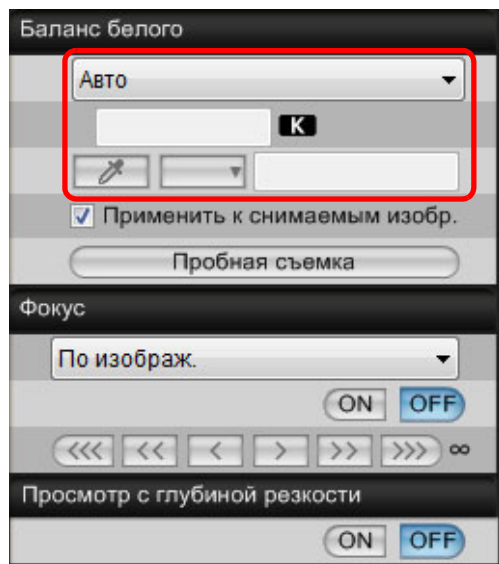 Баланс белого
Авто
K
Применить к снимаемым изобр.
Пробная съемка
Фокус
По изображ.
ON OFF
<<< << < > >> >>> ∞
Просмотр с глубиной резкости
ON OFF